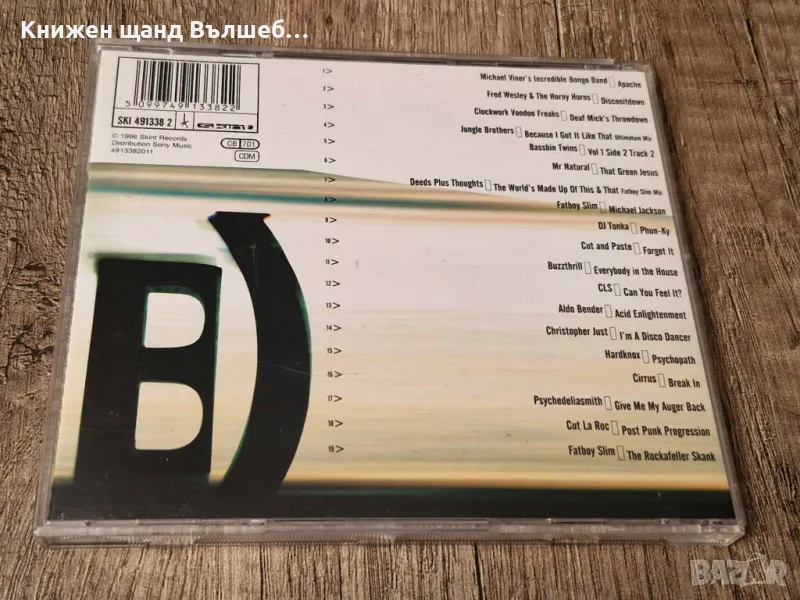 Книжен щанд Вълшеб...
5 099749 133822
SKI 491338 2
© 1998 Skint Records
Distribution Sony Music
4913382011
CB 701
CDM
B)
1> Michael Viner's Incredible Bongo Band Apache
2> Fred Wesley & The Horny Horns Discositdown
3> Clockwork Voodoo Freaks Deaf Mick's Throwdown
4> Jungle Brothers Because I Got It Like That Ultimatum Mix
5> Bassbin Twins Vol 1 Side 2 Track 2
6> Mr Natural That Green Jesus
7> Deeds Plus Thoughts The World's Made Up Of This & That Fatboy Slim Mix
8> Fatboy Slim Michael Jackson
9> DJ Tonka Phun-Ky
10> Cut and Paste Forget It
11> Buzzthrill Everybody in the House
12> CLS Can You Feel It?
13> Aldo Bender Acid Enlightenment
14> Christopher Just I'm A Disco Dancer
15> Hardknox Psychopath
16> Cirrus Break In
17> Psychedeliasmith Give Me My Auger Back
18> Cut La Roc Post Punk Progression
19> Fatboy Slim The Rockafeller Skank
BAZAR